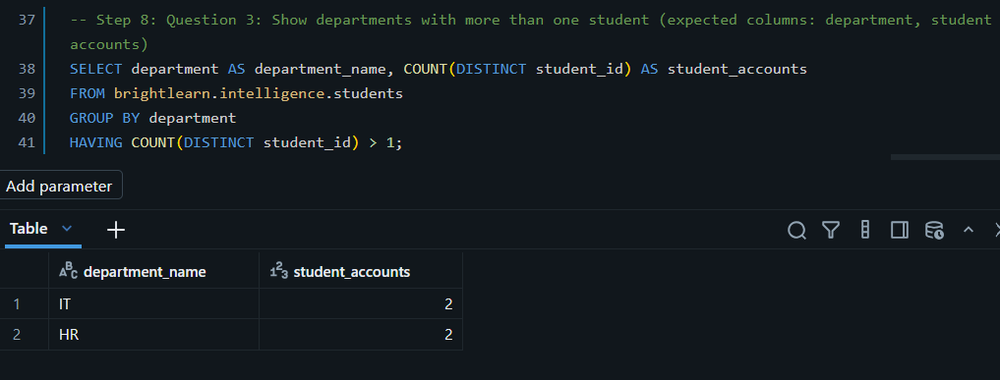 37 -- Step 8: Question 3: Show departments with more than one student (expected columns: department, student
accounts)
38 SELECT department AS department_name, COUNT(DISTINCT student_id) AS student_accounts
39 FROM brightlearn.intelligence.students
40 GROUP BY department
41 HAVING COUNT(DISTINCT student_id) > 1;
Add parameter
Table
department_name student_accounts
1 IT 2
2 HR 2